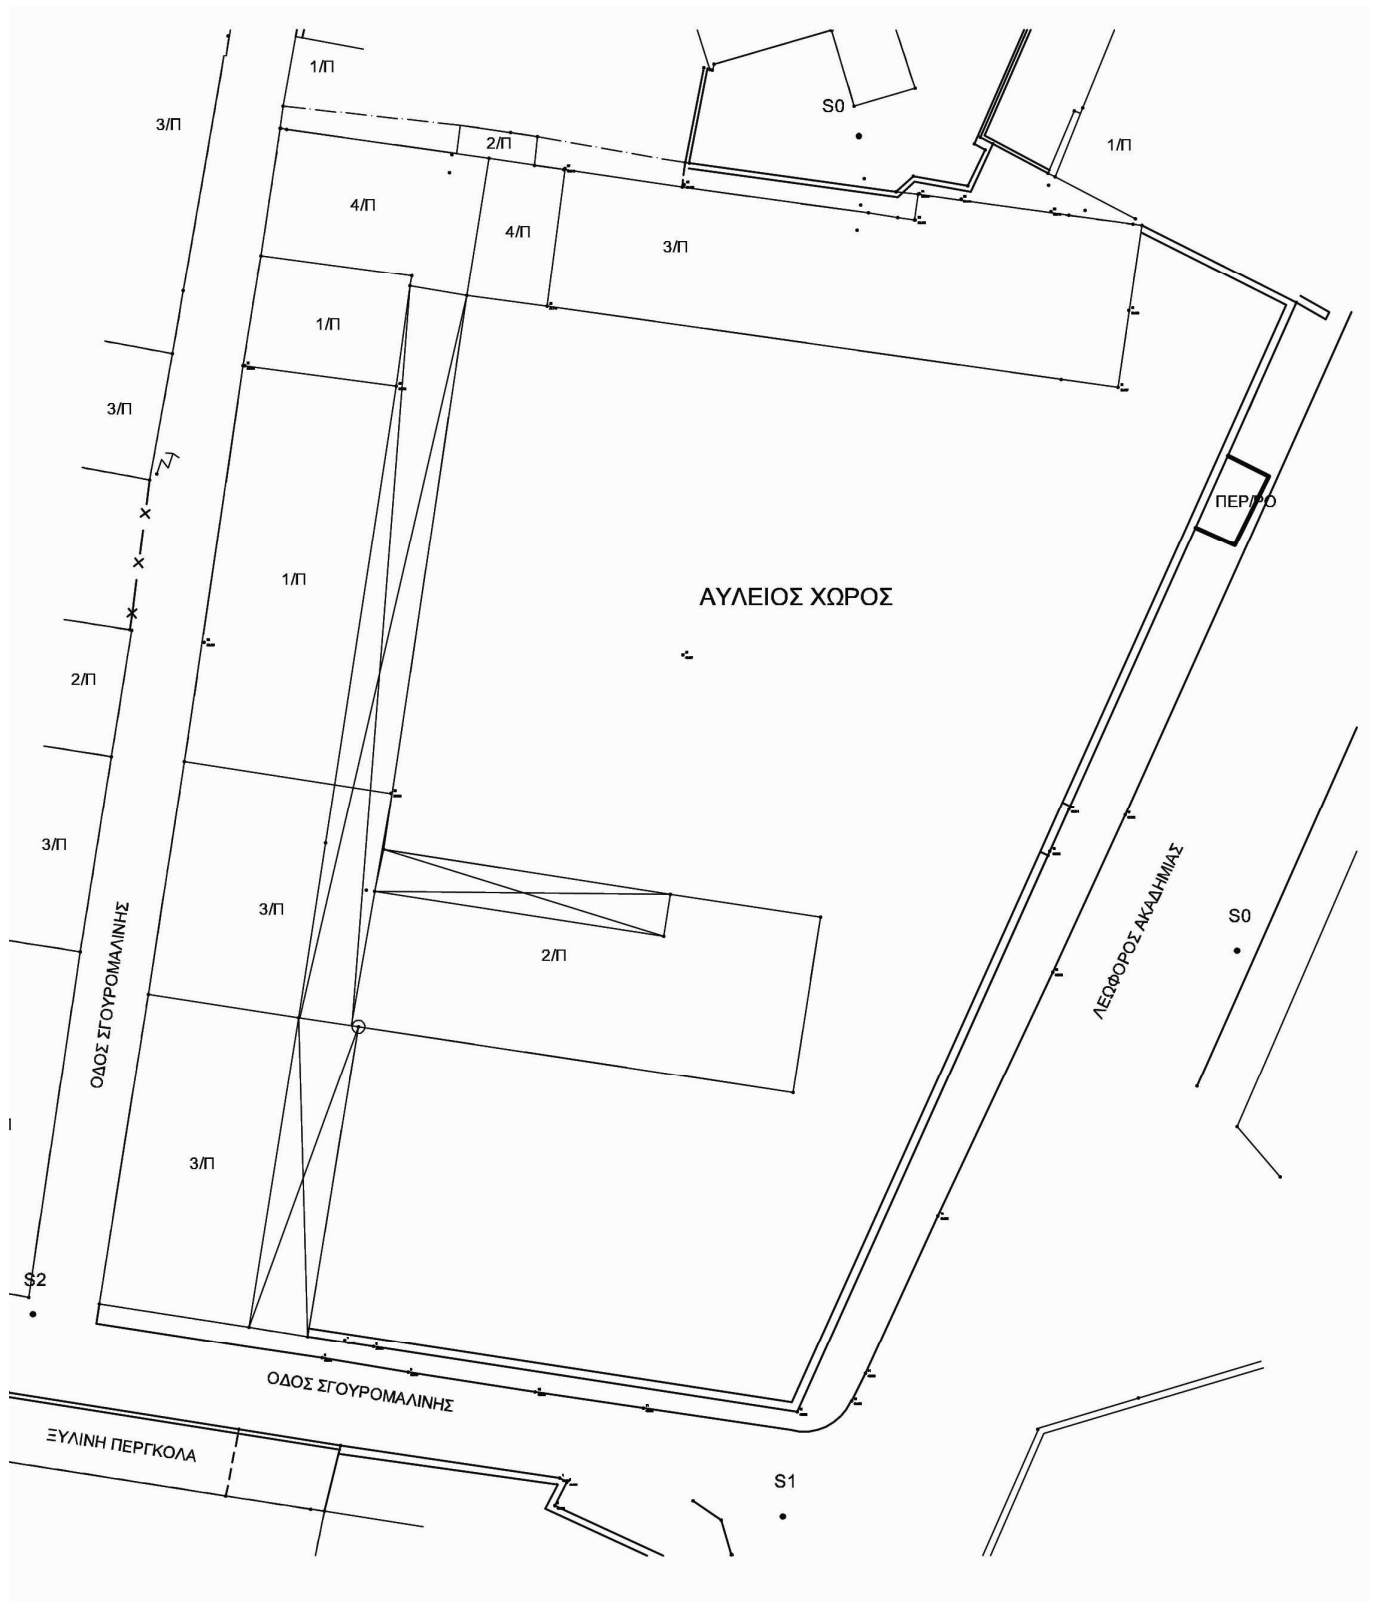 1/Π
S0
3/Π
2/Π
1/Π
4/Π
4/Π
3/Π
1/Π
3/Π
ΠΕΡ/ΡΟ
1/Π
ΑΥΛΕΙΟΣ ΧΩΡΟΣ
2/Π
3/Π
3/Π
2/Π
S0
ΛΕΩΦΟΡΟΣ ΑΚΑΔΗΜΙΑΣ
ΟΔΟΣ ΣΓΟΥΡΟΜΑΛΙΝΗΣ
3/Π
S2
ΟΔΟΣ ΣΓΟΥΡΟΜΑΛΙΝΗΣ
ΞΥΛΙΝΗ ΠΕΡΓΚΟΛΑ
S1